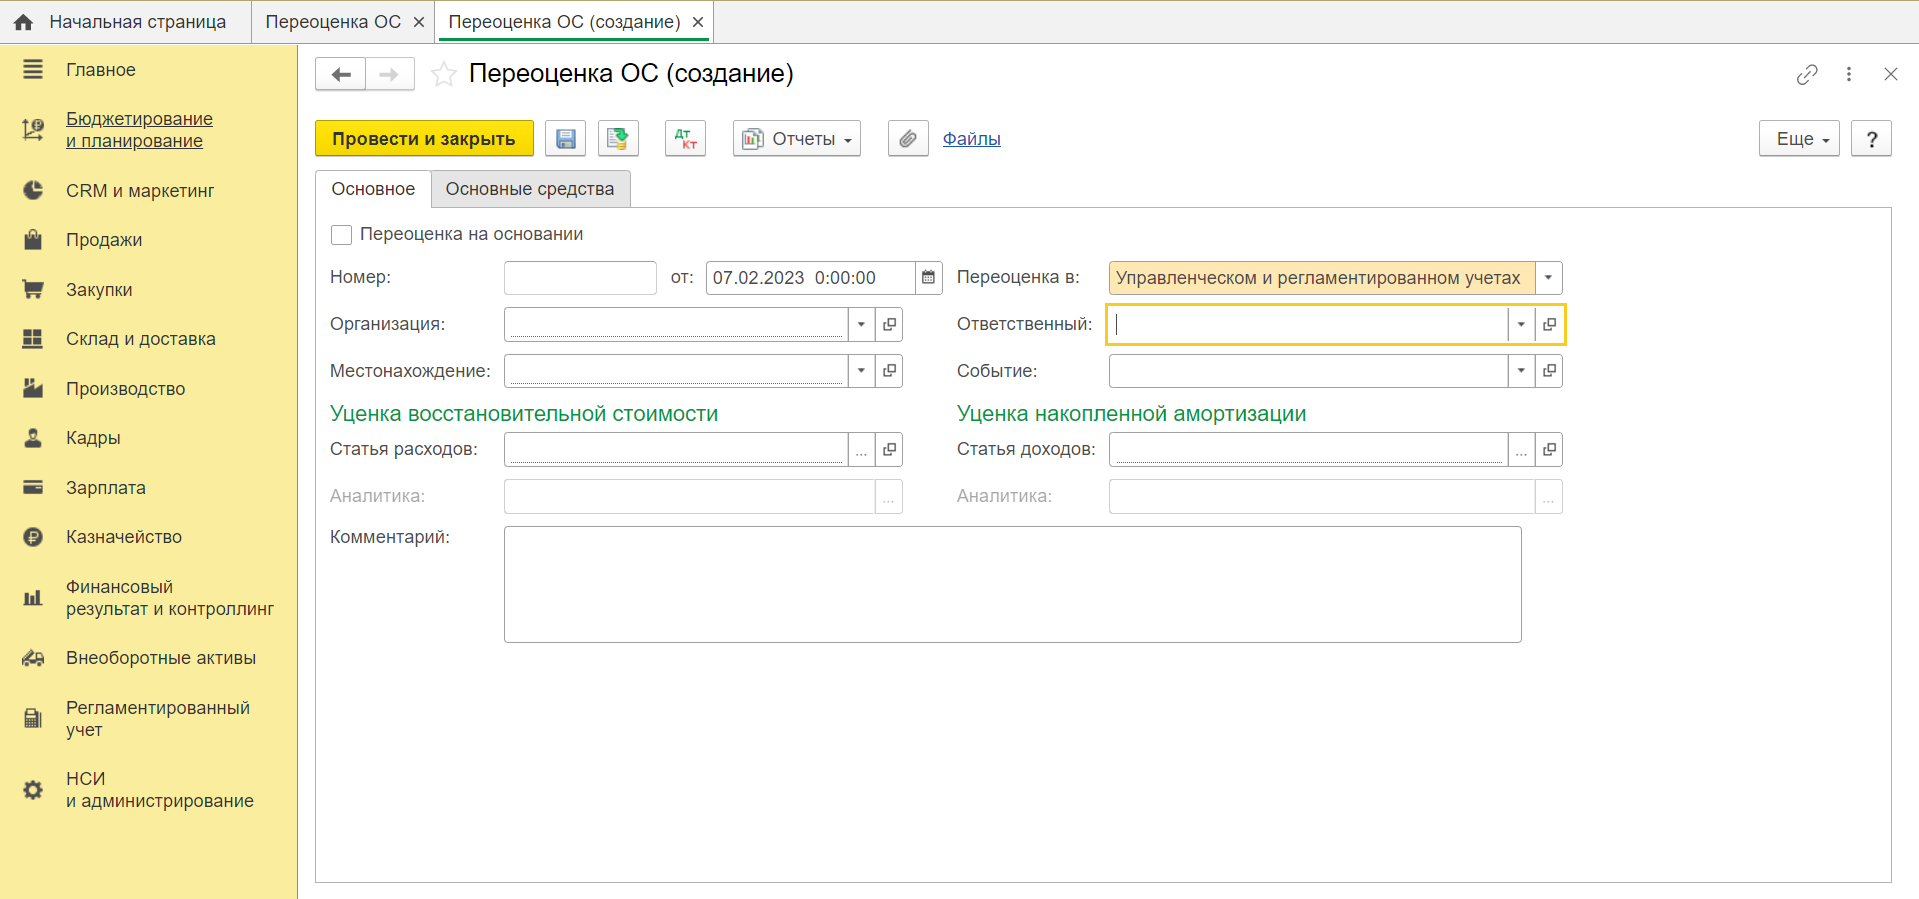 Начальная страница
Переоценка ОС
Переоценка ОС (создание)
Главное
Бюджетирование
и планирование
CRM и маркетинг
Продажи
Закупки
Склад и доставка
Производство
Кадры
Зарплата
Казначейство
Финансовый
результат и контроллинг
Внеоборотные активы
Регламентированный
учет
НСИ
и администрирование
Переоценка ОС (создание)
Провести и закрыть
Дт
Кт
Отчеты
Файлы
Еще
?
Основное
Основные средства
Переоценка на основании
Номер:
от: 07.02.2023 0:00:00
Переоценка в: Управленческом и регламентированном учетах
Организация:
Ответственный:
Местонахождение:
Событие:
Уценка восстановительной стоимости
Уценка накопленной амортизации
Статья расходов: ...
Статья доходов: ...
Аналитика: ...
Аналитика: ...
Комментарий: